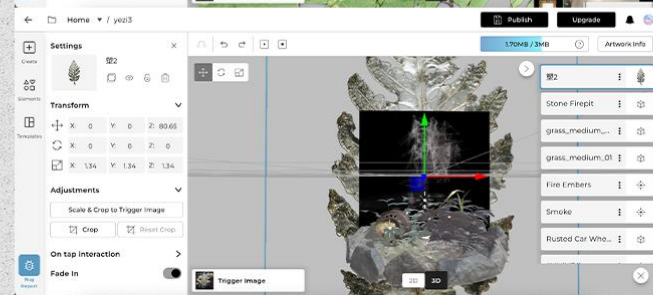 Home ▾ / yezi3
Publish
Upgrade
Create
Elements
Templates
Bug Report
Settings
塑2
1.70MB / 3MB
Artwork Info
Transform
X: 0 Y: 0 Z: 80.65
X: 0 Y: 0 Z: 0
X: 1.34 Y: 1.34 Z: 1.34
Adjustments
Scale & Crop to Trigger Image
Crop
Reset Crop
On tap interaction
Fade In
塑2
Stone Firepit
grass_medium_...
grass_medium_01
Fire Embers
Smoke
Rusted Car Whe...
Trigger Image
2D
3D